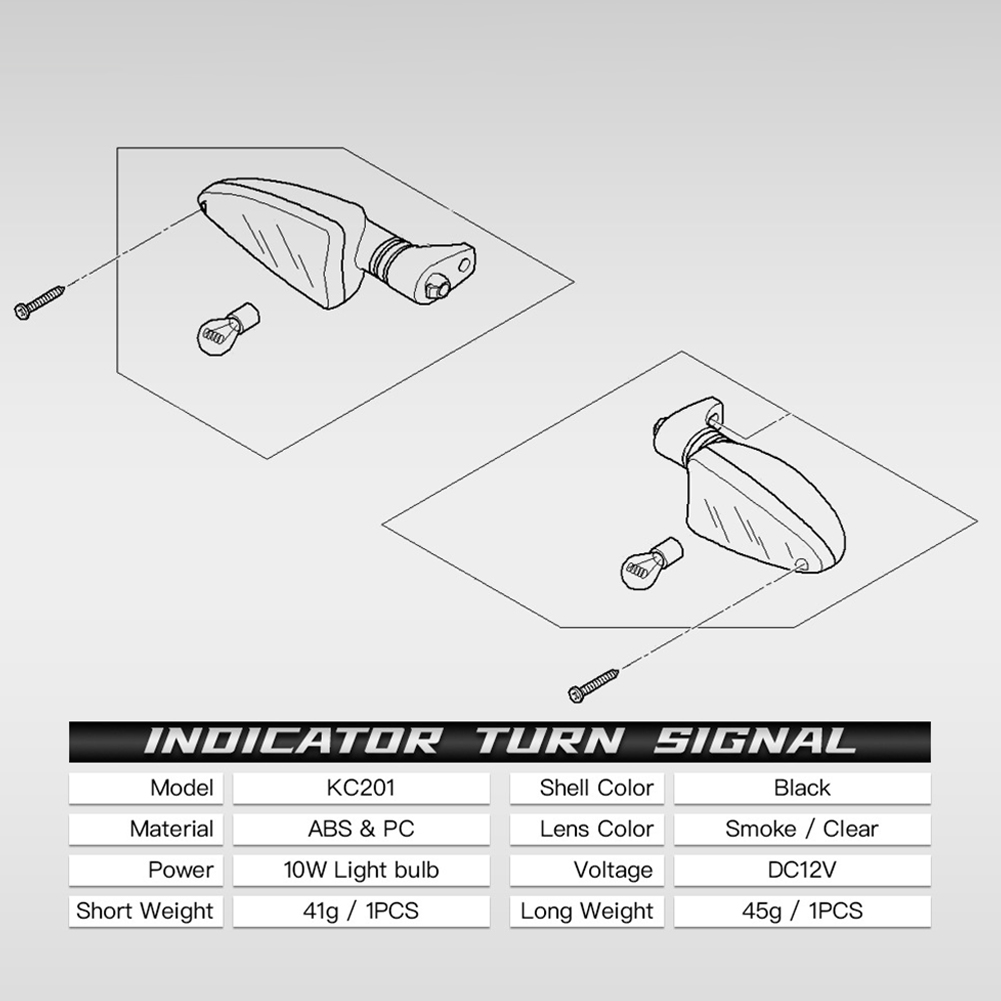 INDICATOR TURN SIGNAL
Model KC201 Shell Color Black
Material ABS & PC Lens Color Smoke / Clear
Power 10W Light bulb Voltage DC12V
Short Weight 41g / 1PCS Long Weight 45g / 1PCS